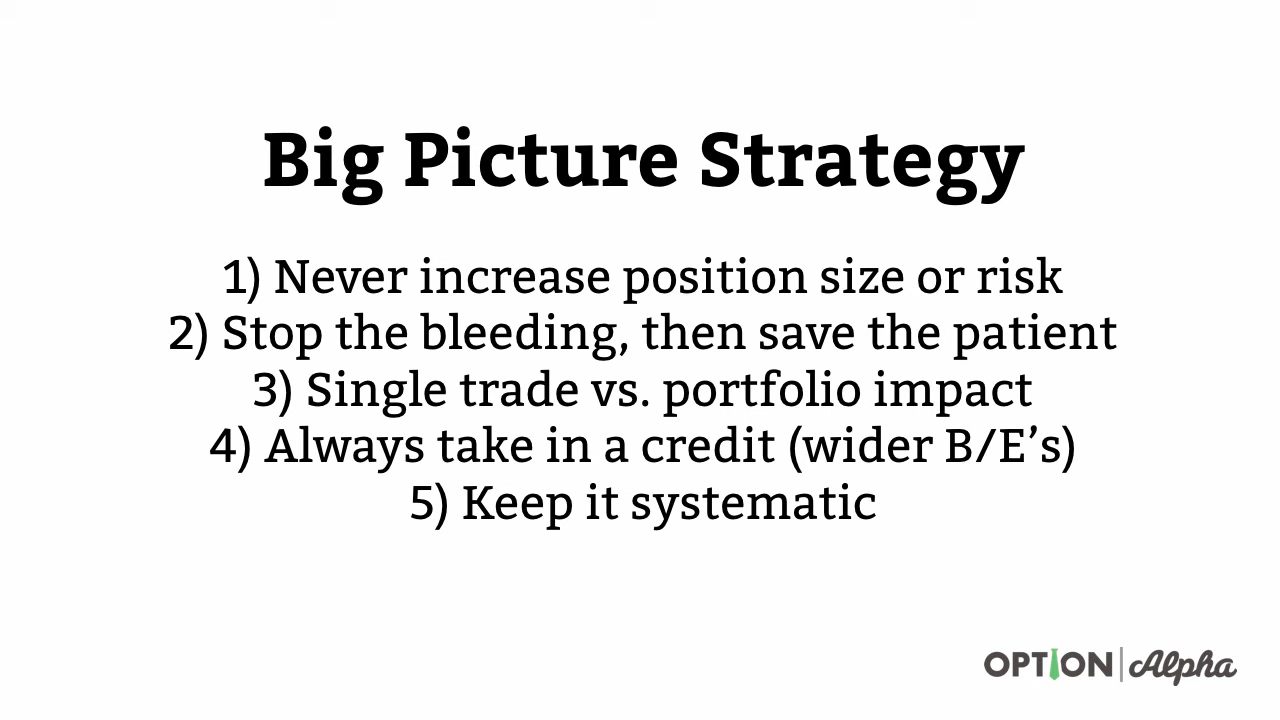 Big Picture Strategy
1) Never increase position size or risk
2) Stop the bleeding, then save the patient
3) Single trade vs. portfolio impact
4) Always take in a credit (wider B/E’s)
5) Keep it systematic
OPTION | Alpha